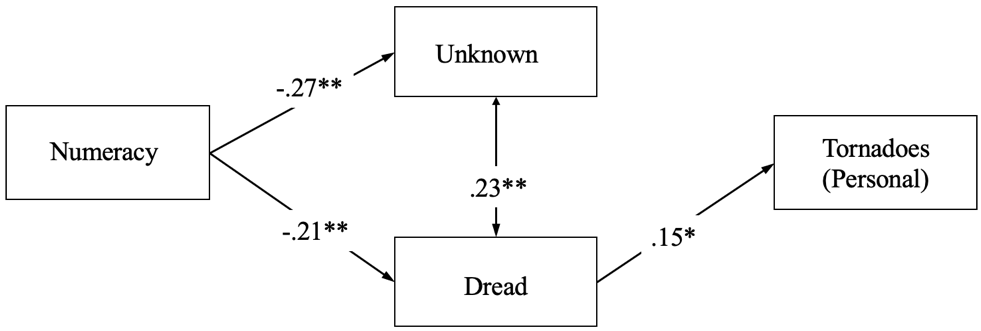 Unknown
-.27**
Numeracy
Tornadoes
(Personal)
.23**
-.21**
.15*
Dread